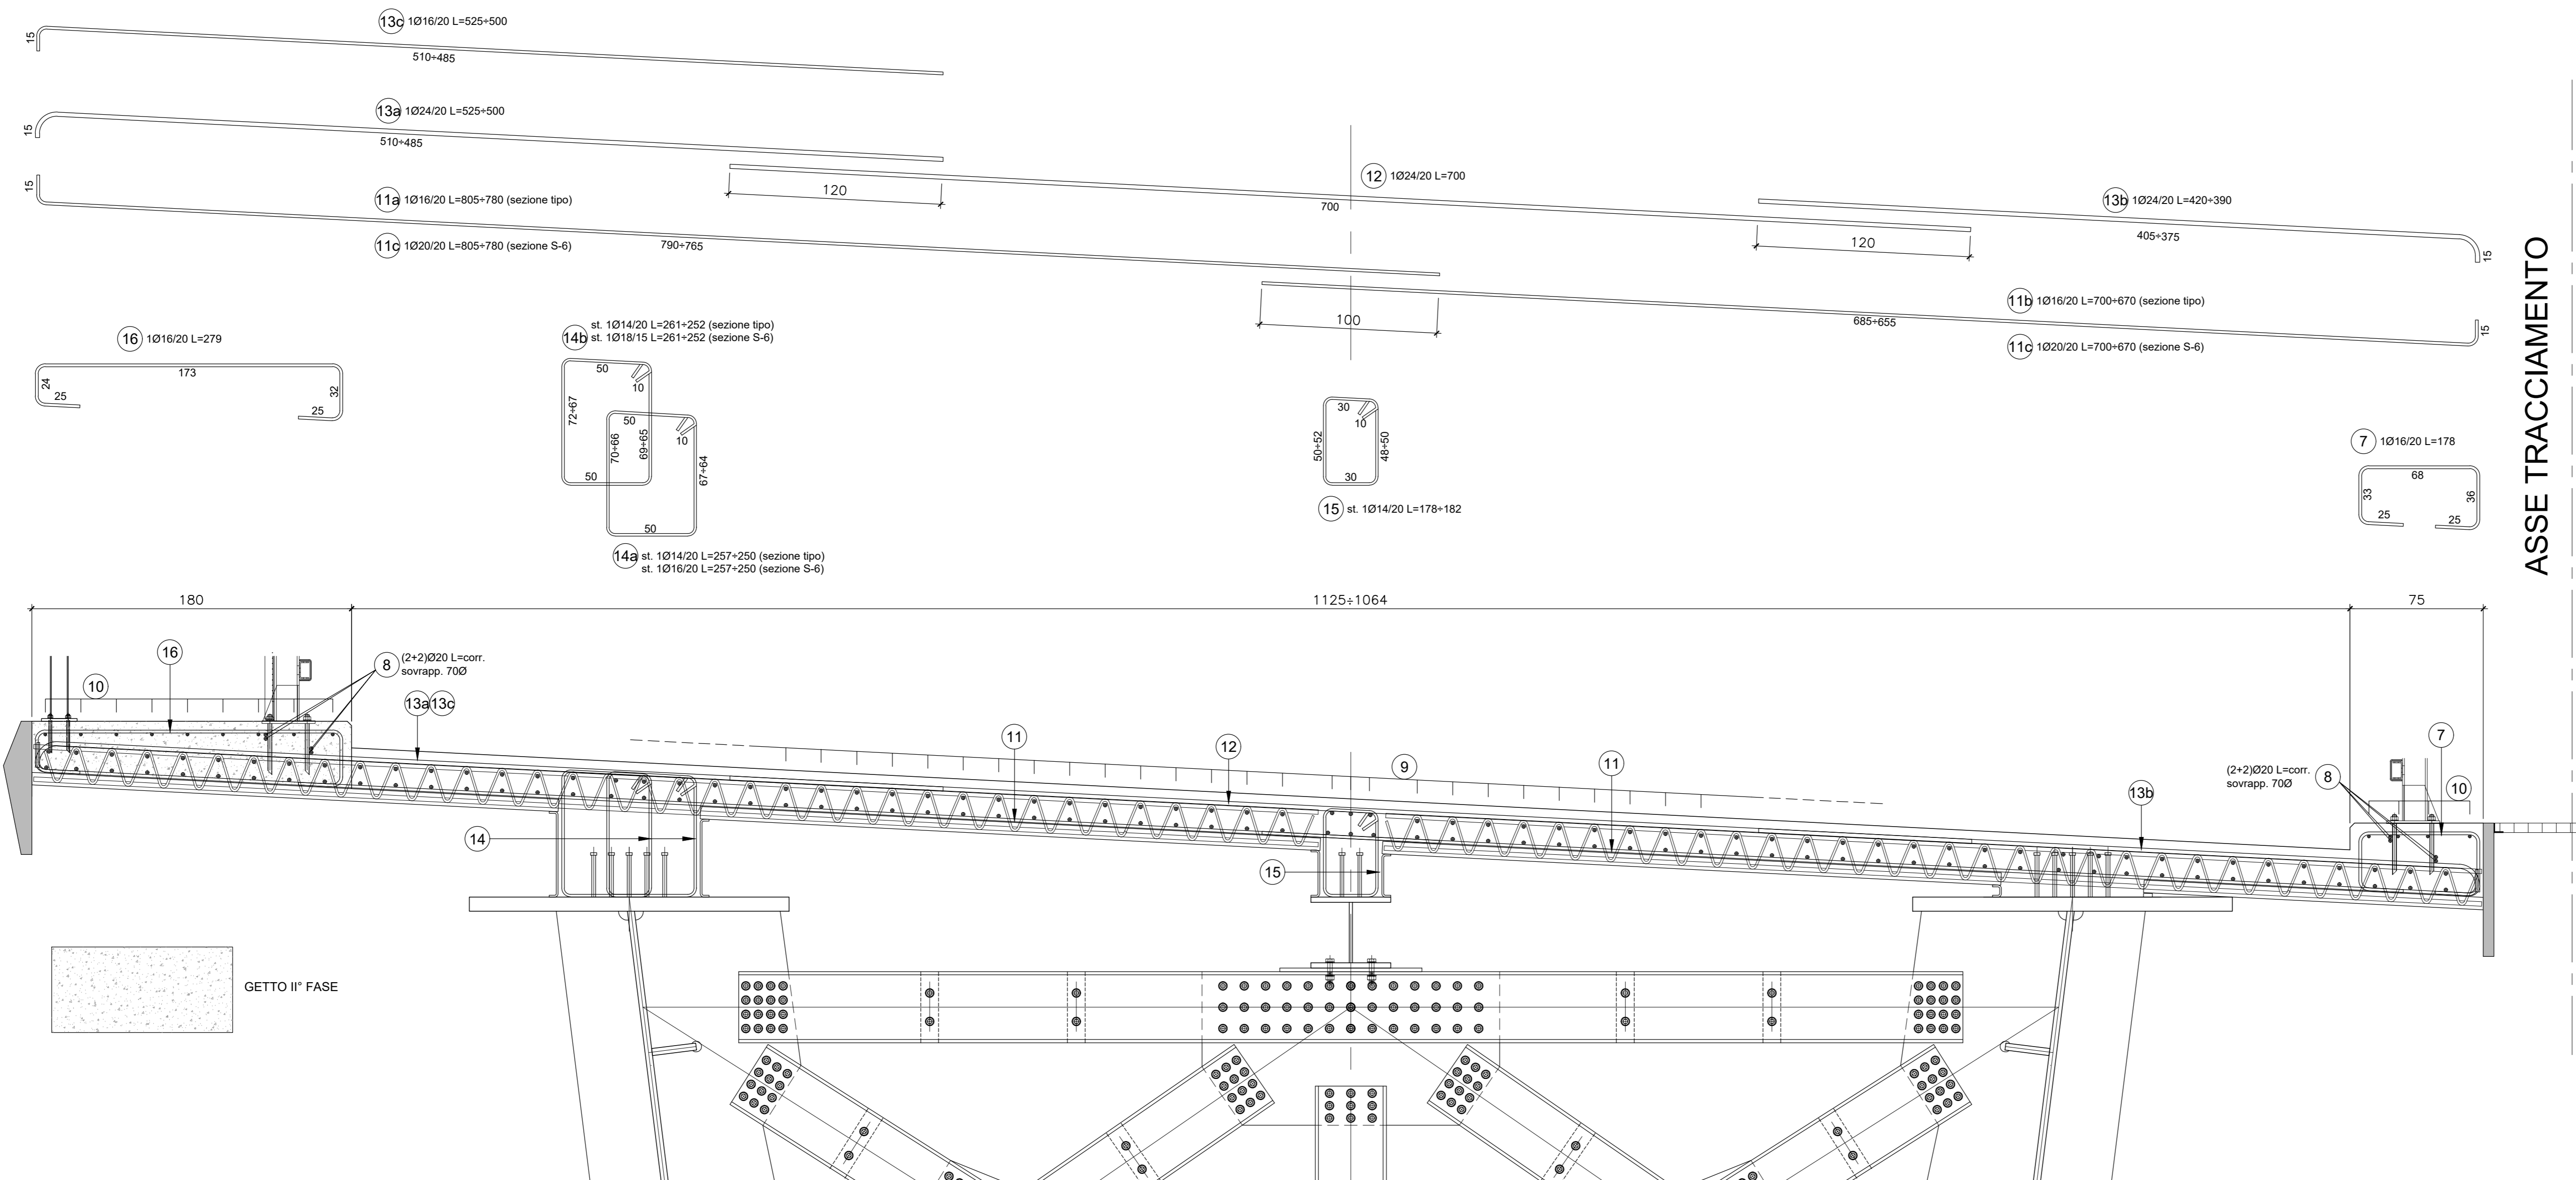 13c 1Ø16/20 L=525÷500
15
510÷485
13a 1Ø24/20 L=525÷500
15
510÷485
12 1Ø24/20 L=700
120
700
13b 1Ø24/20 L=420÷390
120
405÷375
15
15
11a 1Ø16/20 L=805÷780 (sezione tipo)
11c 1Ø20/20 L=805÷780 (sezione S-6)
790÷765
100
11b 1Ø16/20 L=700÷670 (sezione tipo)
685÷655
15
11c 1Ø20/20 L=700÷670 (sezione S-6)
ASSE TRACCIAMENTO
16 1Ø16/20 L=279
173
24
32
25
25
14b st. 1Ø14/20 L=261÷252 (sezione tipo)
st. 1Ø18/15 L=261÷252 (sezione S-6)
50
10
72÷67
69÷65
50
50
10
70÷66
67÷64
50
14a st. 1Ø14/20 L=257÷250 (sezione tipo)
st. 1Ø16/20 L=257÷250 (sezione S-6)
30
10
50÷52
48÷50
30
15 st. 1Ø14/20 L=178÷182
7 1Ø16/20 L=178
68
33
36
25
25
180
1125÷1064
75
16
8 (2+2)Ø20 L=corr.
sovrapp. 70Ø
10
13a 13c
11
12
9
11
13b
(2+2)Ø20 L=corr. 8
sovrapp. 70Ø
7
10
14
15
GETTO II° FASE